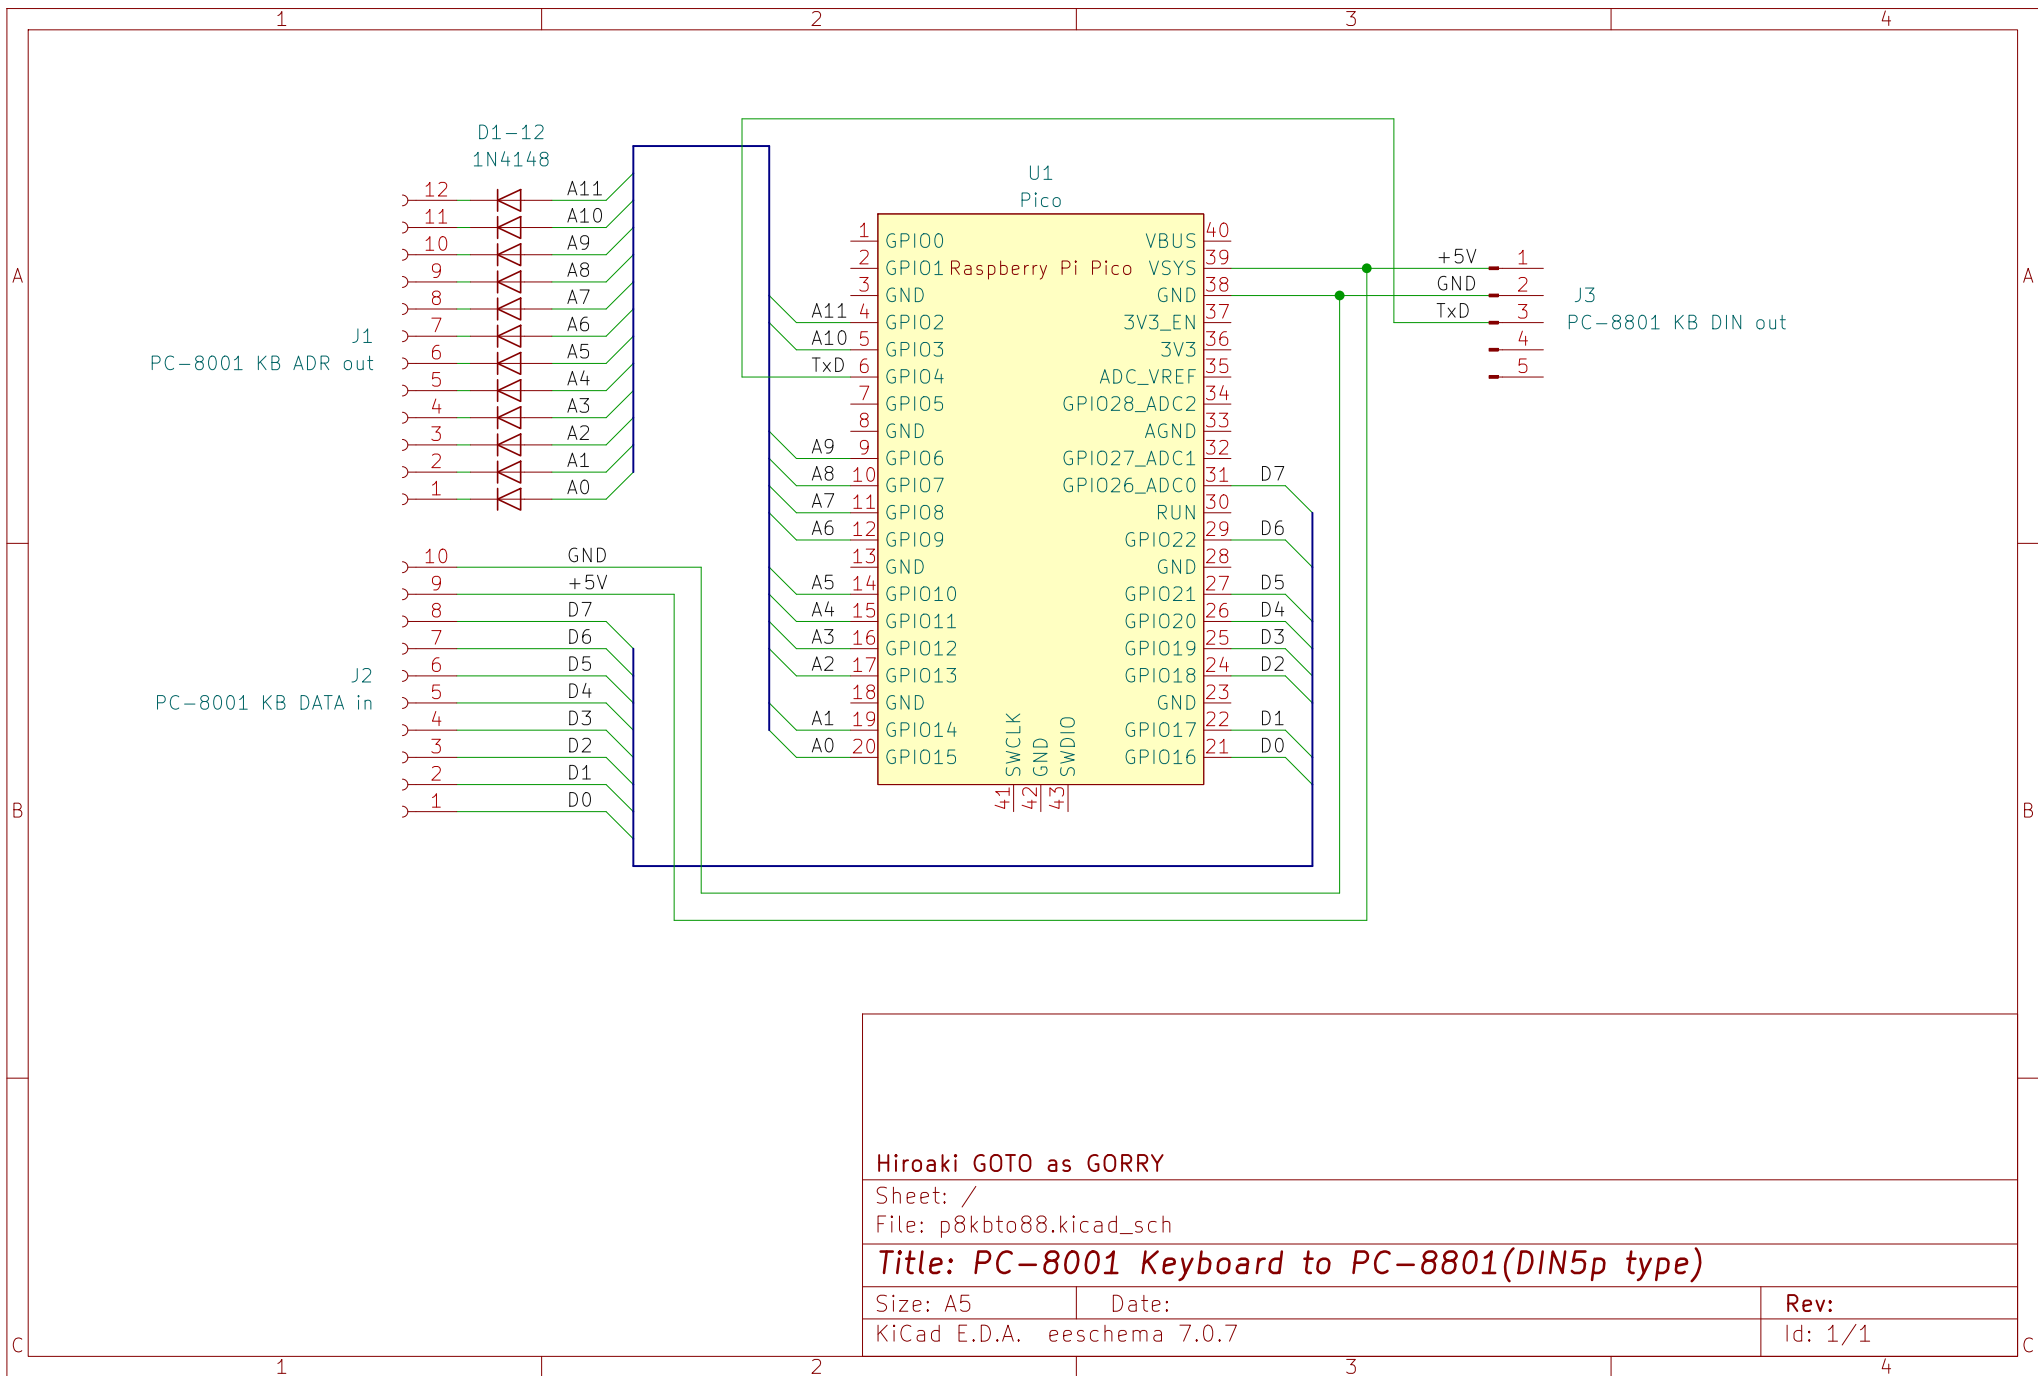 1 2 3 4
A A
B B
C C
1 2 3 4
D1-12
1N4148
12 A11
11 A10
10 A9
9 A8
8 A7
7 A6
6 A5
5 A4
4 A3
3 A2
2 A1
1 A0
J1
PC-8001 KB ADR out
10 GND
9 +5V
8 D7
7 D6
6 D5
5 D4
4 D3
3 D2
2 D1
1 D0
J2
PC-8001 KB DATA in
U1
Pico
Raspberry Pi Pico
1 GPIO0
2 GPIO1
3 GND
A11 4 GPIO2
A10 5 GPIO3
TxD 6 GPIO4
7 GPIO5
8 GND
A9 9 GPIO6
A8 10 GPIO7
A7 11 GPIO8
A6 12 GPIO9
13 GND
A5 14 GPIO10
A4 15 GPIO11
A3 16 GPIO12
A2 17 GPIO13
18 GND
A1 19 GPIO14
A0 20 GPIO15
VBUS 40
VSYS 39
GND 38
3V3_EN 37
3V3 36
ADC_VREF 35
GPIO28_ADC2 34
AGND 33
GPIO27_ADC1 32
GPIO26_ADC0 31 D7
RUN 30
GPIO22 29 D6
GND 28
GPIO21 27 D5
GPIO20 26 D4
GPIO19 25 D3
GPIO18 24 D2
GND 23
GPIO17 22 D1
GPIO16 21 D0
SWCLK 41
GND 42
SWDIO 43
+5V 1
GND 2
TxD 3
4
5
J3
PC-8801 KB DIN out
Hiroaki GOTO as GORRY
Sheet: /
File: p8kbto88.kicad_sch
Title: PC-8001 Keyboard to PC-8801(DIN5p type)
Size: A5 Date: Rev:
KiCad E.D.A. eeschema 7.0.7 Id: 1/1